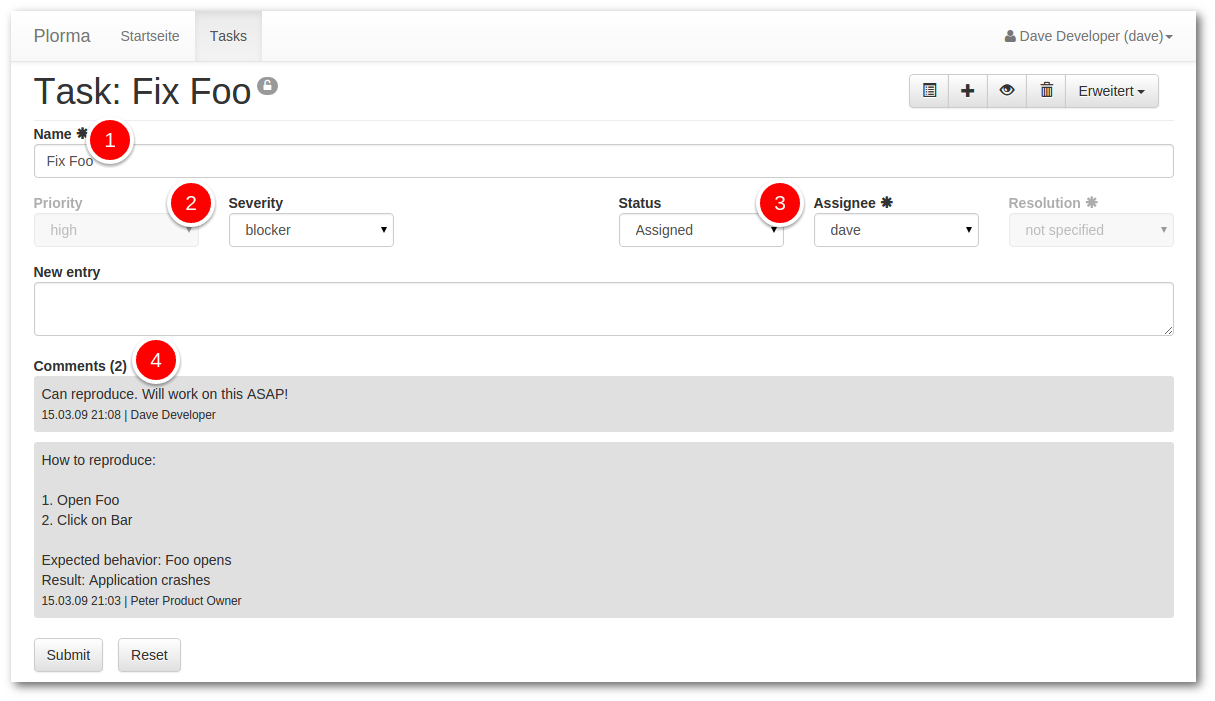 Plorma Startseite Tasks Dave Developer (dave)
Task: Fix Foo
Erweitert
Name ✱ 1
Fix Foo
Priority 2 Severity Status 3 Assignee ✱ Resolution ✱
high blocker Assigned dave not specified
New entry
Comments (2) 4
Can reproduce. Will work on this ASAP!
15.03.09 21:08 | Dave Developer
How to reproduce:
1. Open Foo
2. Click on Bar
Expected behavior: Foo opens
Result: Application crashes
15.03.09 21:03 | Peter Product Owner
Submit Reset